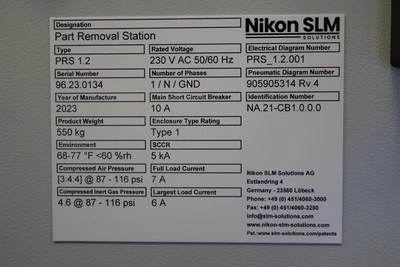 Designation
Part Removal Station
Nikon SLM
SOLUTIONS
Type
Rated Voltage
Electrical Diagram Number
PRS 1.2
230 V AC 50/60 Hz
PRS_1.2.001
Serial Number
Number of Phases
Pneumatic Diagram Number
96.23.0134
1 / N / GND
905905314 Rv.4
Year of Manufacture
Main Short Circuit Breaker
Identification Number
2023
10 A
NA.21-CB1.0.0.0
Product Weight
Enclosure Type Rating
550 kg
Type 1
Environment
SCCR
68-77 °F <60 %rh
5 kA
Compressed Air Pressure
Full Load Current
[3:4:4] @ 87 - 116 psi
7 A
Compressed Inert Gas Pressure
Largest Load Current
4.6 @ 87 - 116 psi
6 A
Nikon SLM Solutions AG
Estlandring 4
Germany - 23560 Lübeck
Phone: +49 (0) 451/4060-3000
Fax: +49 (0) 451/4060-3250
info@slm-solutions.com
www.nikon-slm-solutions.com
Pat.:www.slm-solutions.com/patents